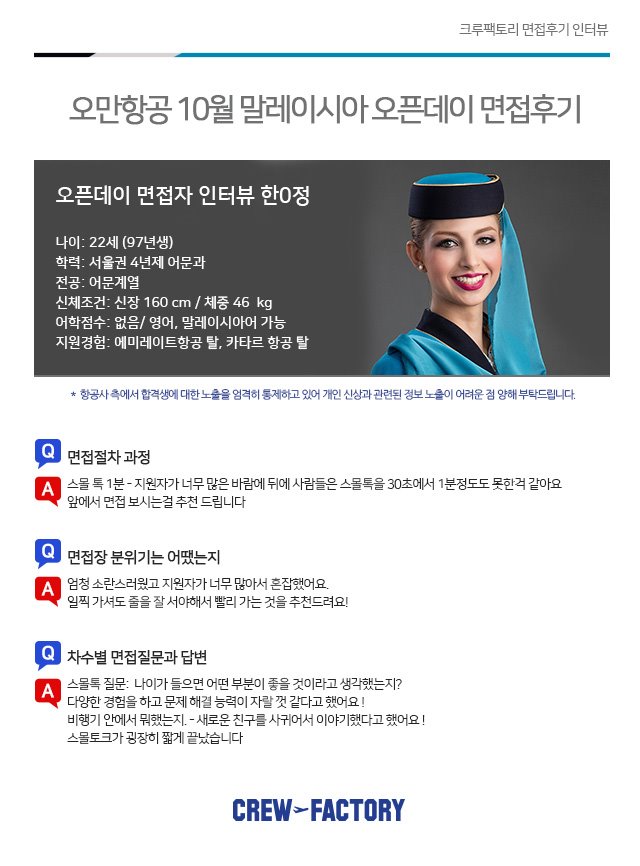 크루팩토리 면접후기 인터뷰
오만항공 10월 말레이시아 오픈데이 면접후기
오픈데이 면접자 인터뷰 한0정
나이: 22세 (97년생)
학력: 서울권 4년제 어문과
전공: 어문계열
신체조건: 신장 160 cm / 체중 46 kg
어학점수: 없음/ 영어, 말레이시아어 가능
지원경험: 에미레이트항공 탈, 카타르 항공 탈
* 항공사 측에서 합격생에 대한 노출을 엄격히 통제하고 있어 개인 신상과 관련된 정보 노출이 어려운 점 양해 부탁드립니다.
Q 면접절차 과정
A 스몰 톡 1분 - 지원자가 너무 많은 바람에 뒤에 사람들은 스몰톡을 30초에서 1분정도도 못한걱 같아요
앞에서 면접 보시는걸 추천 드립니다
Q 면접장 분위기는 어땠는지
A 엄청 소란스러웠고 지원자가 너무 많아서 혼잡했어요.
일찍 가셔도 줄을 잘 서야해서 빨리 가는 것을 추천드려요!
Q 차수별 면접질문과 답변
A 스몰톡 질문: 나이가 들으면 어떤 부분이 좋을 것이라고 생각했는지?
다양한 경험을 하고 문제 해결 능력이 자랄 껏 같다고 했어요 !
비행기 안에서 뭐했는지. - 새로운 친구를 사귀어서 이야기했다고 했어요 !
스몰토크가 굉장히 짧게 끝났습니다
CREW FACTORY